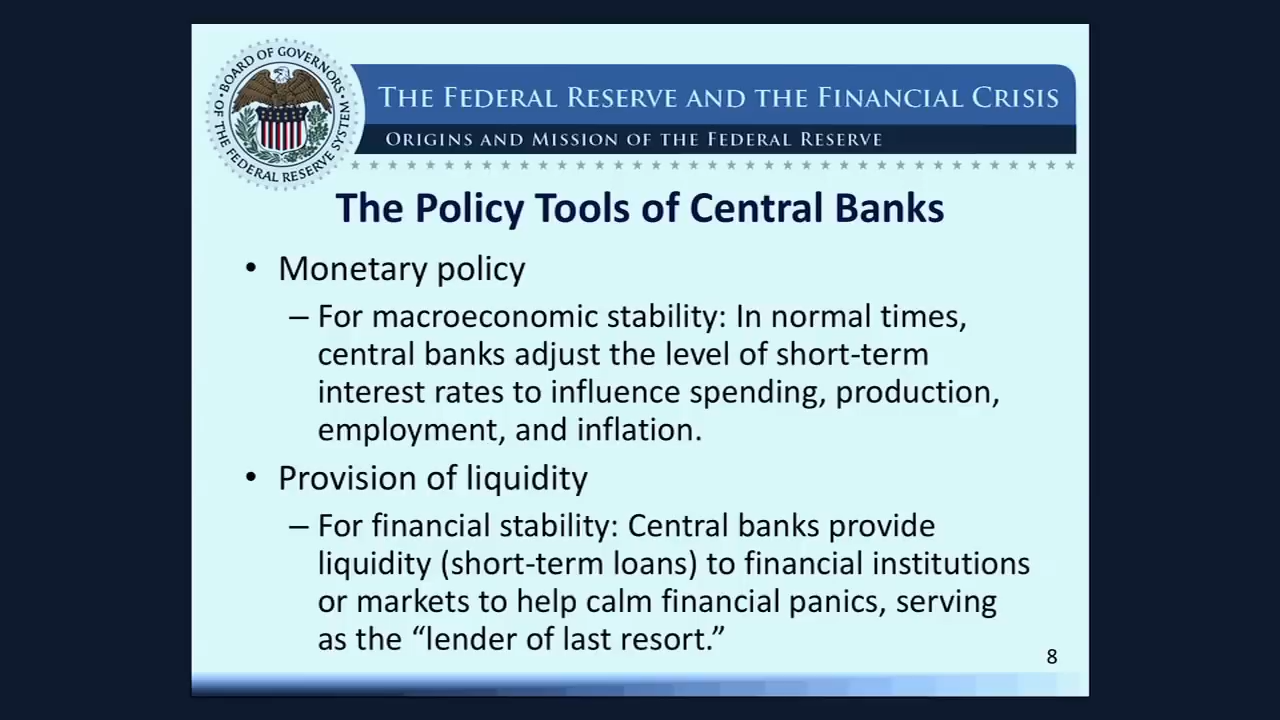 BOARD OF GOVERNORS
OF THE FEDERAL RESERVE SYSTEM
THE FEDERAL RESERVE AND THE FINANCIAL CRISIS
ORIGINS AND MISSION OF THE FEDERAL RESERVE
The Policy Tools of Central Banks
• Monetary policy
– For macroeconomic stability: In normal times,
central banks adjust the level of short-term
interest rates to influence spending, production,
employment, and inflation.
• Provision of liquidity
– For financial stability: Central banks provide
liquidity (short-term loans) to financial institutions
or markets to help calm financial panics, serving
as the “lender of last resort.”
8